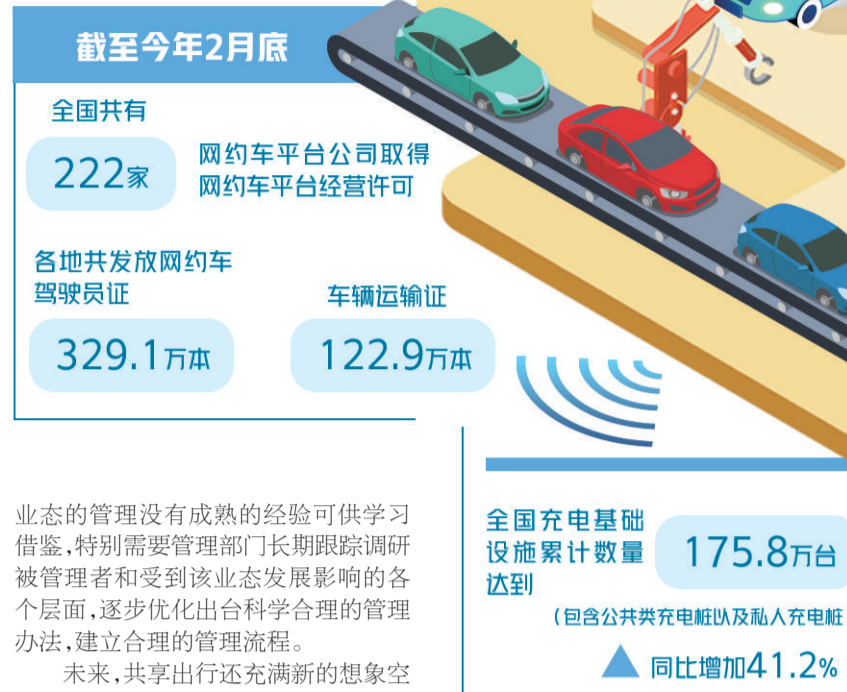 截至今年2月底
全国共有
222家
网约车平台公司取得
网约车平台经营许可
各地共发放网约车
驾驶员证
329.1万本
车辆运输证
122.9万本
业态的管理没有成熟的经验可供学习
借鉴,特别需要管理部门长期跟踪调研
被管理者和受到该业态发展影响的各
个层面,逐步优化出台科学合理的管理
办法,建立合理的管理流程。
未来,共享出行还充满新的想象空
全国充电基础
设施累计数量
达到
175.8万台
(包含公共类充电桩以及私人充电桩
同比增加41.2%